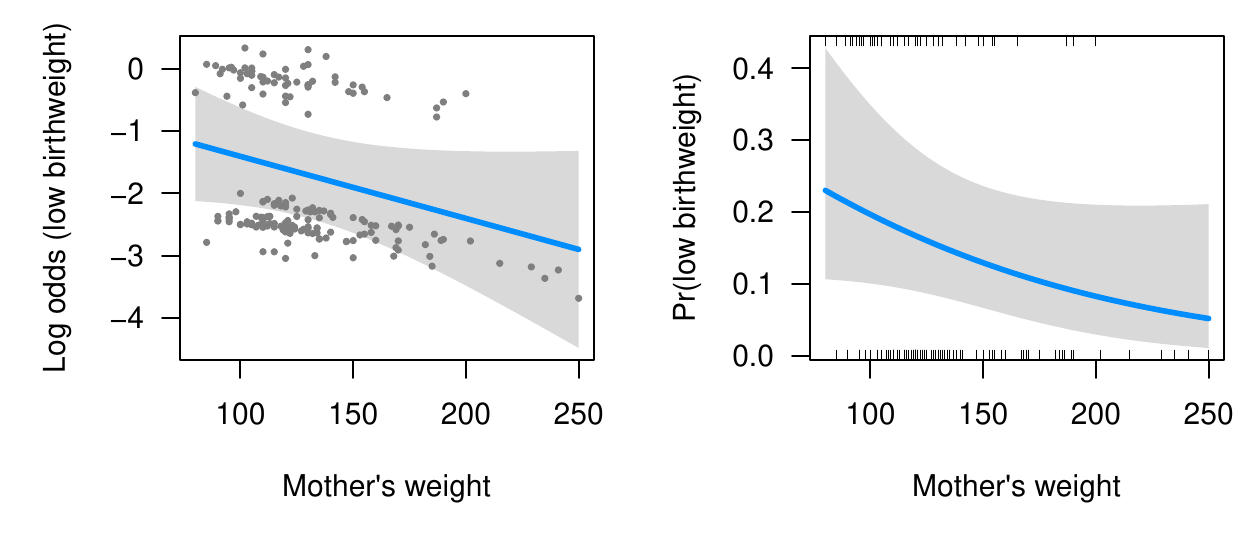 Log odds (low birthweight)
0
−1
−2
−3
−4
100 150 200 250
Mother's weight
Pr(low birthweight)
0.4
0.3
0.2
0.1
0.0
100 150 200 250
Mother's weight